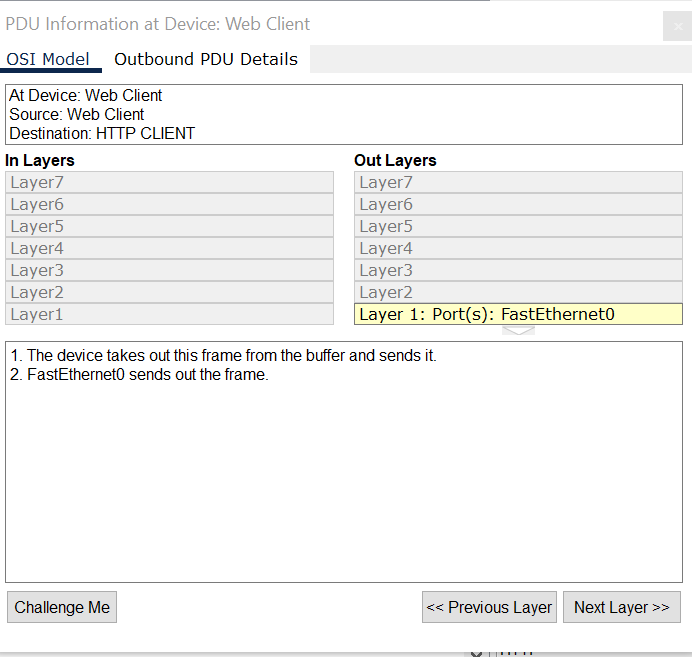 PDU Information at Device: Web Client
OSI Model
Outbound PDU Details
At Device: Web Client
Source: Web Client
Destination: HTTP CLIENT
In Layers
Out Layers
Layer7
Layer7
Layer6
Layer6
Layer5
Layer5
Layer4
Layer4
Layer3
Layer3
Layer2
Layer2
Layer1
Layer 1: Port(s): FastEthernet0
1. The device takes out this frame from the buffer and sends it.
2. FastEthernet0 sends out the frame.
Challenge Me
<< Previous Layer
Next Layer >>